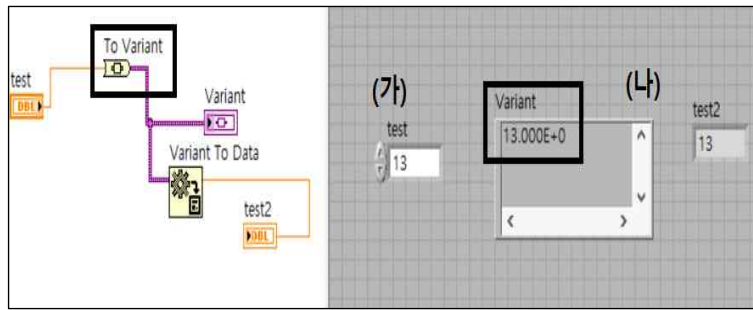 To Variant
test
DBL
Variant
Variant To Data
test2
DBL
(가)
test
13
Variant
13.000E+0
(나)
test2
13